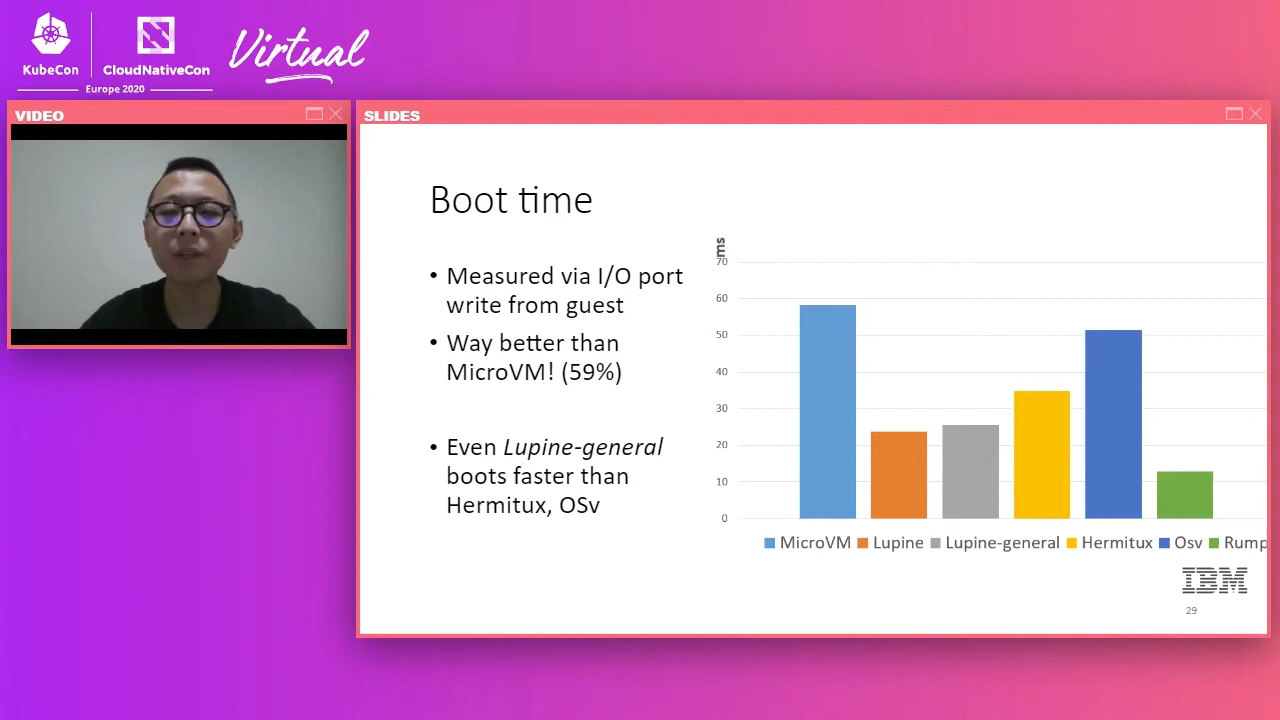 KubeCon
CloudNativeCon
Europe 2020
Virtual
VIDEO
SLIDES
Boot time
• Measured via I/O port
write from guest
• Way better than
MicroVM! (59%)
• Even Lupine-general
boots faster than
Hermitux, OSv
ms
70
60
50
40
30
20
10
0
MicroVM Lupine Lupine-general Hermitux Osv Rump
IBM
29